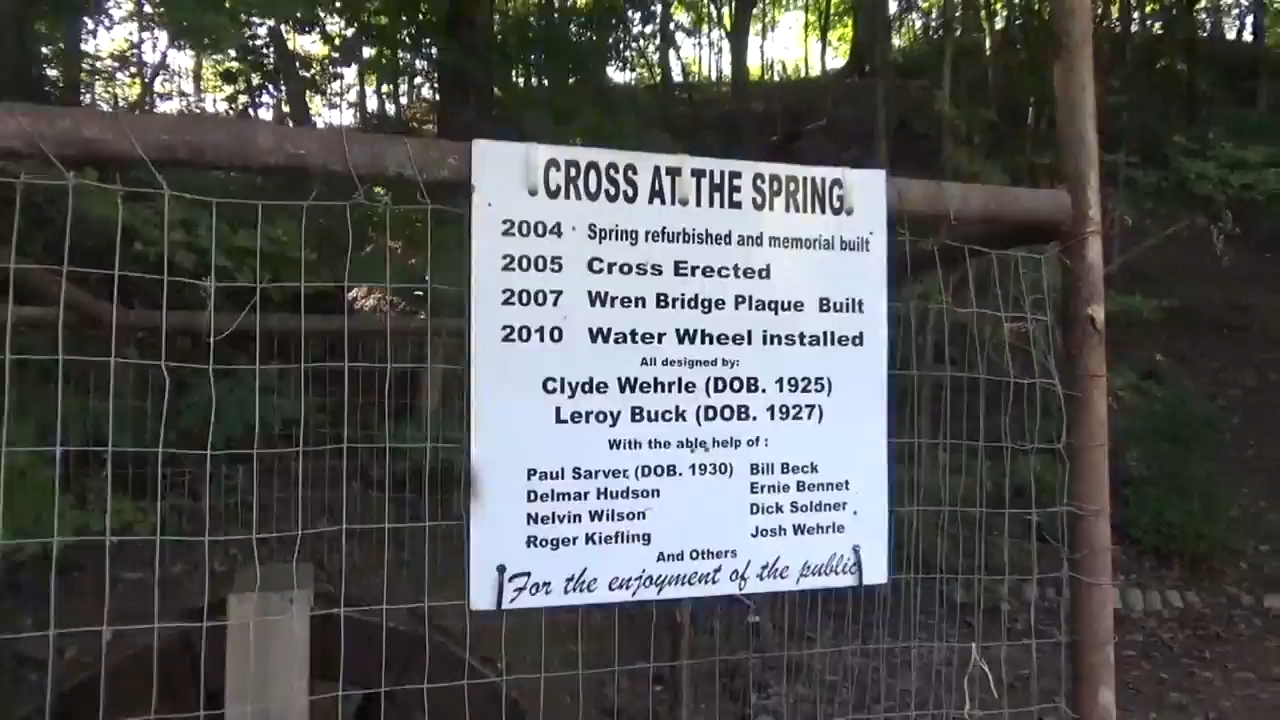 CROSS AT THE SPRING
2004 Spring refurbished and memorial built
2005 Cross Erected
2007 Wren Bridge Plaque Built
2010 Water Wheel installed
All designed by:
Clyde Wehrle (DOB. 1925)
Leroy Buck (DOB. 1927)
With the able help of :
Paul Sarver, (DOB. 1930) Bill Beck
Delmar Hudson Ernie Bennet
Nelvin Wilson Dick Soldner
Roger Kiefling Josh Wehrle
And Others
For the enjoyment of the public